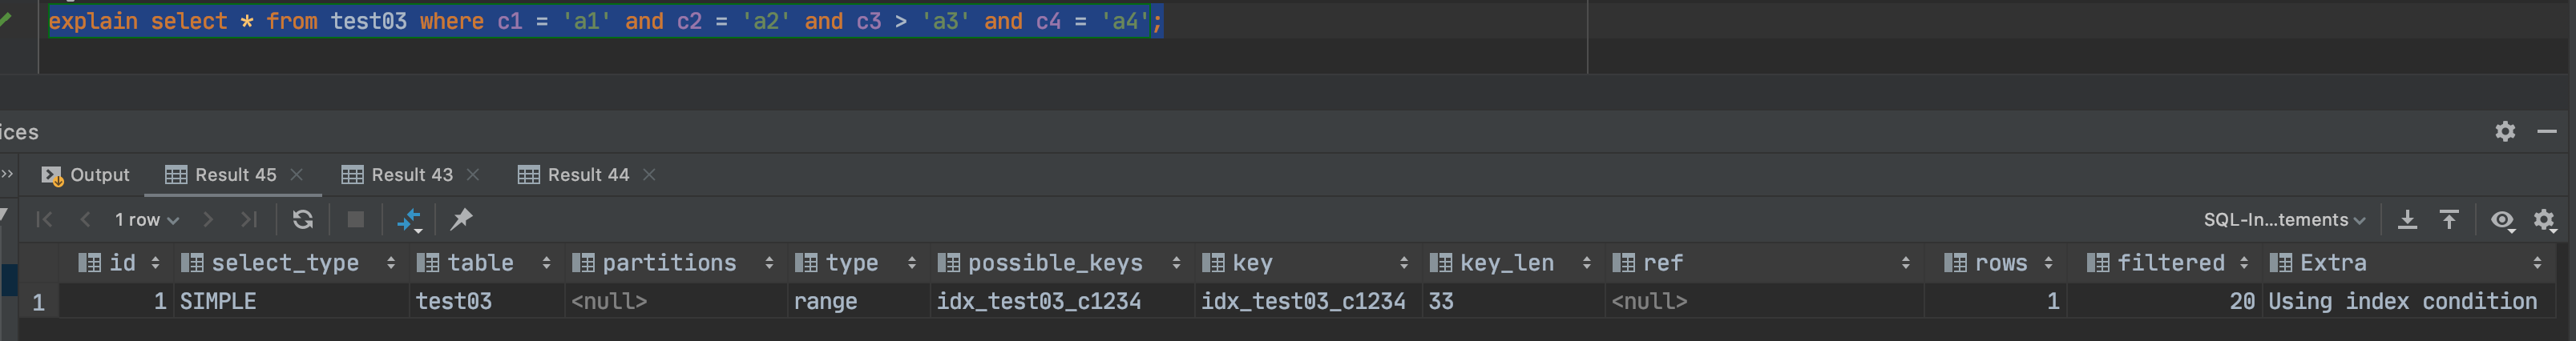 explain select * from test03 where c1 = 'a1' and c2 = 'a2' and c3 > 'a3' and c4 = 'a4';
ices
Output Result 45 Result 43 Result 44
1 row SQL-In...tements
id select_type table partitions type possible_keys key key_len ref rows filtered Extra
1 1 SIMPLE test03 <null> range idx_test03_c1234 idx_test03_c1234 33 <null> 1 20 Using index condition